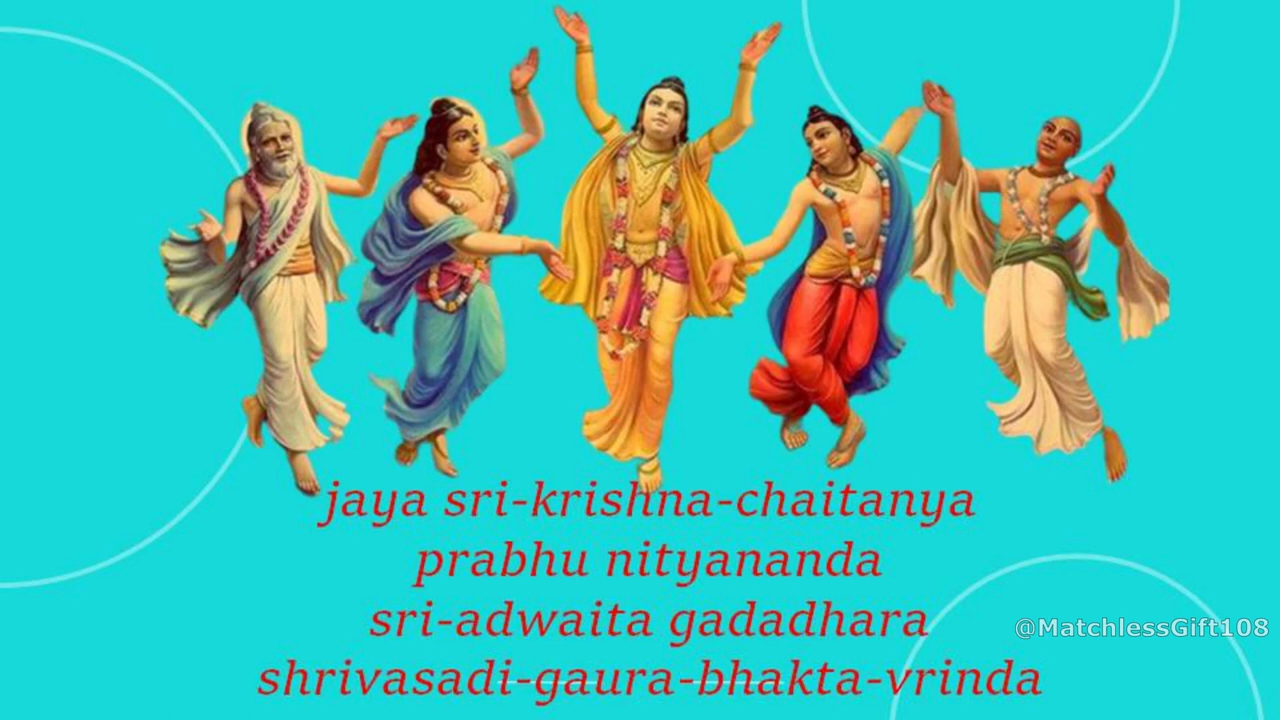 jaya sri-krishna-chaitanya
prabhu nityananda
sri-adwaita gadadhara
@MatchlessGift108
shrivasadi-gaura-bhakta-vrinda